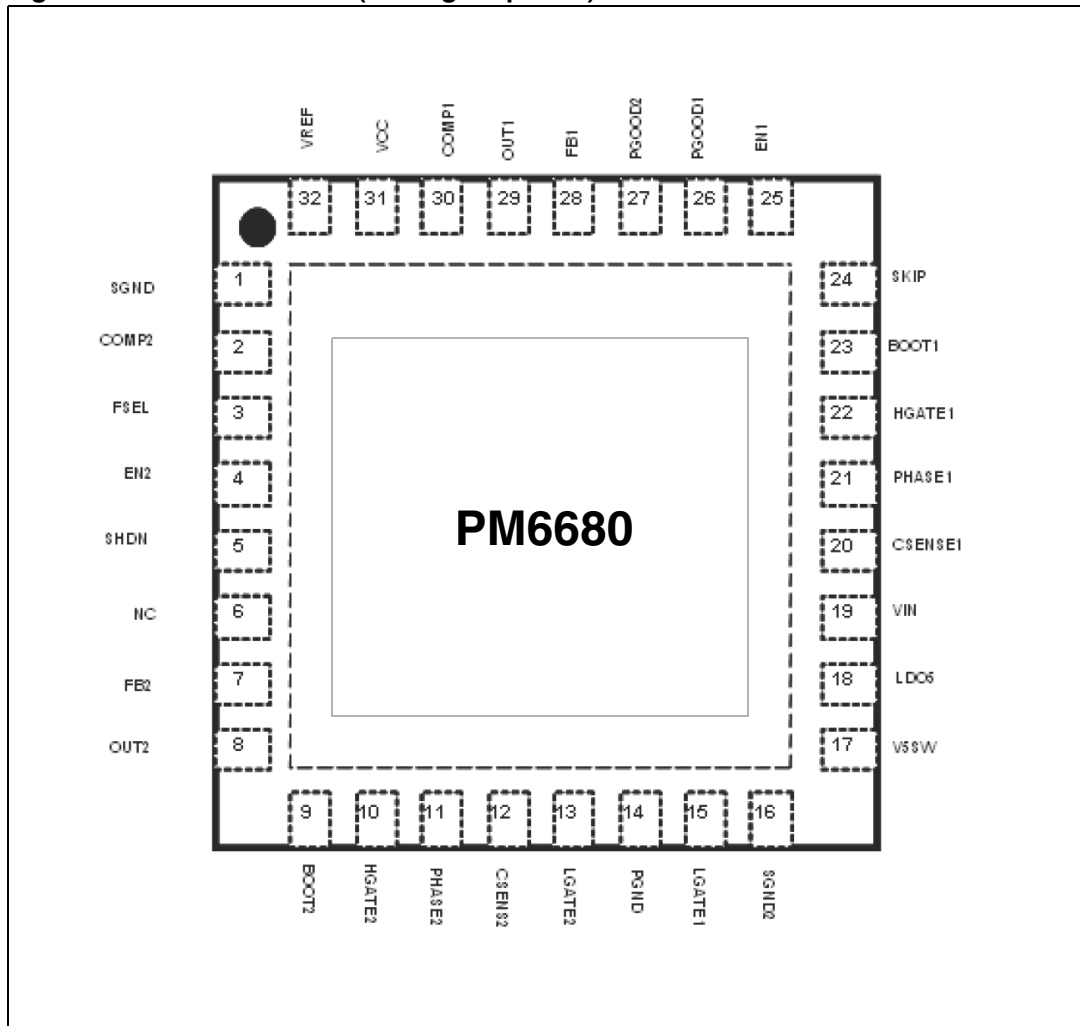 VREF
VCC
COMP1
OUT1
FB1
PGOOD2
PGOOD1
EN1
32
31
30
29
28
27
26
25
SGND
1
24
SKIP
COMP2
2
23
BOOT1
FSEL
3
22
HGATE1
EN2
4
21
PHASE1
PM6680
SHDN
5
20
CSENSE1
NC
6
19
VIN
FB2
7
18
LDO5
OUT2
8
17
V5SW
9
10
11
12
13
14
15
16
BOOT2
HGATE2
PHASE2
CSENS2
LGATE2
PGND
LGATE1
SGND2